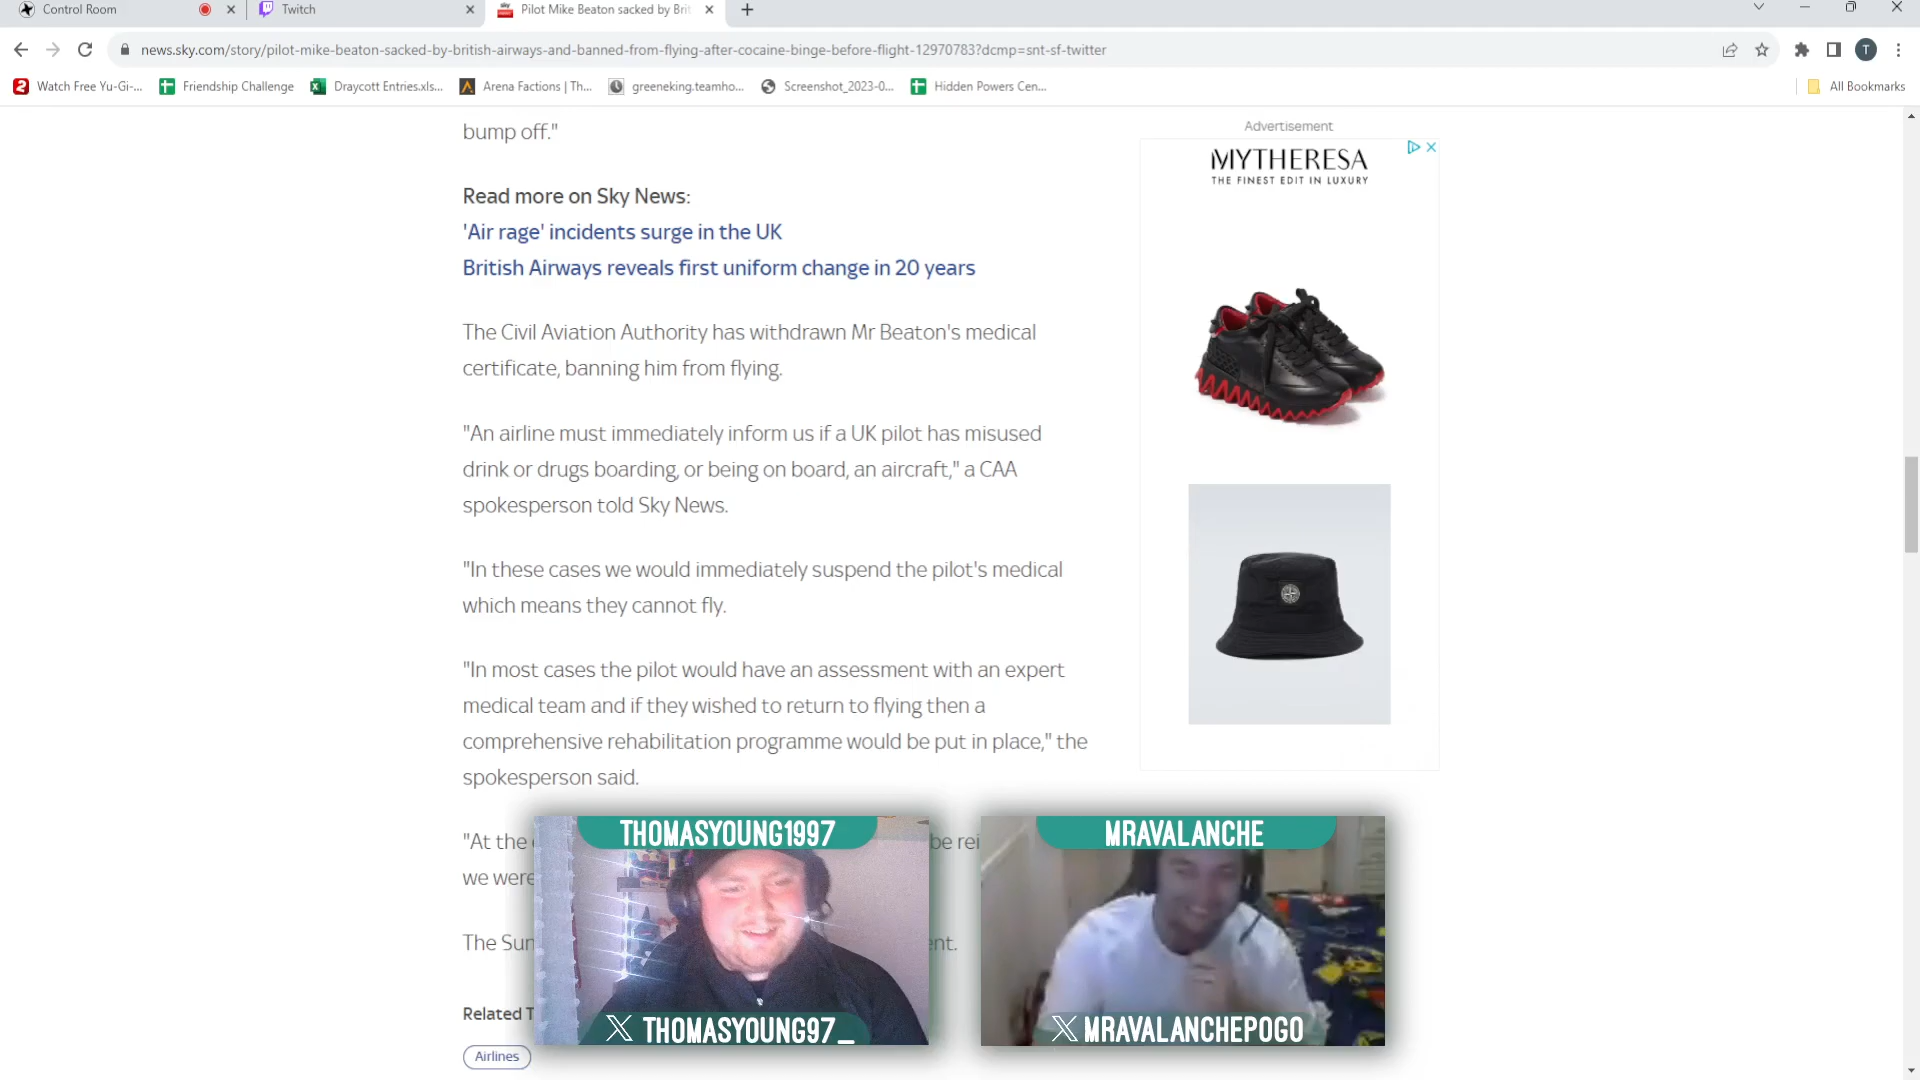 Control Room
Twitch
Pilot Mike Beaton sacked by Brit
news.sky.com/story/pilot-mike-beaton-sacked-by-british-airways-and-banned-from-flying-after-cocaine-binge-before-flight-12970783?dcmp=snt-sf-twitter
T
Watch Free Yu-Gi-...
Friendship Challenge
Draycott Entries.xls...
Arena Factions | Th...
greeneking.teamho...
Screenshot_2023-0...
Hidden Powers Cen...
All Bookmarks
bump off."
Read more on Sky News:
'Air rage' incidents surge in the UK
British Airways reveals first uniform change in 20 years
The Civil Aviation Authority has withdrawn Mr Beaton's medical
certificate, banning him from flying.
"An airline must immediately inform us if a UK pilot has misused
drink or drugs boarding, or being on board, an aircraft," a CAA
spokesperson told Sky News.
"In these cases we would immediately suspend the pilot's medical
which means they cannot fly.
"In most cases the pilot would have an assessment with an expert
medical team and if they wished to return to flying then a
comprehensive rehabilitation programme would be put in place," the
spokesperson said.
"At the
be rei
we were
The Sun
ent.
Related T
Airlines
Advertisement
MYTHERESA
THE FINEST EDIT IN LUXURY
THOMASYOUNG1997
X THOMASYOUNG97_
MRAVALANCHE
X MRAVALANCHEPOGO